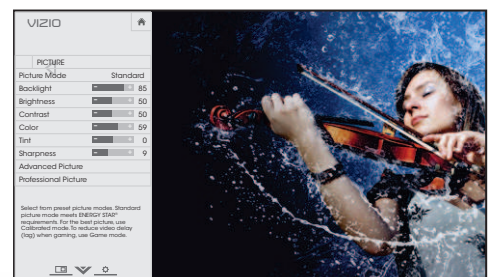 VIZIO
PICTURE
Picture Mode Standard
Backlight 85
Brightness 50
Contrast 50
Color 59
Tint 0
Sharpness 9
Advanced Picture
Professional Picture
Select from preset picture modes. Standard
picture mode meets ENERGY STAR®
requirements. For the best picture, use
Calibrated mode. To reduce video delay
(lag) when gaming, use Game mode.